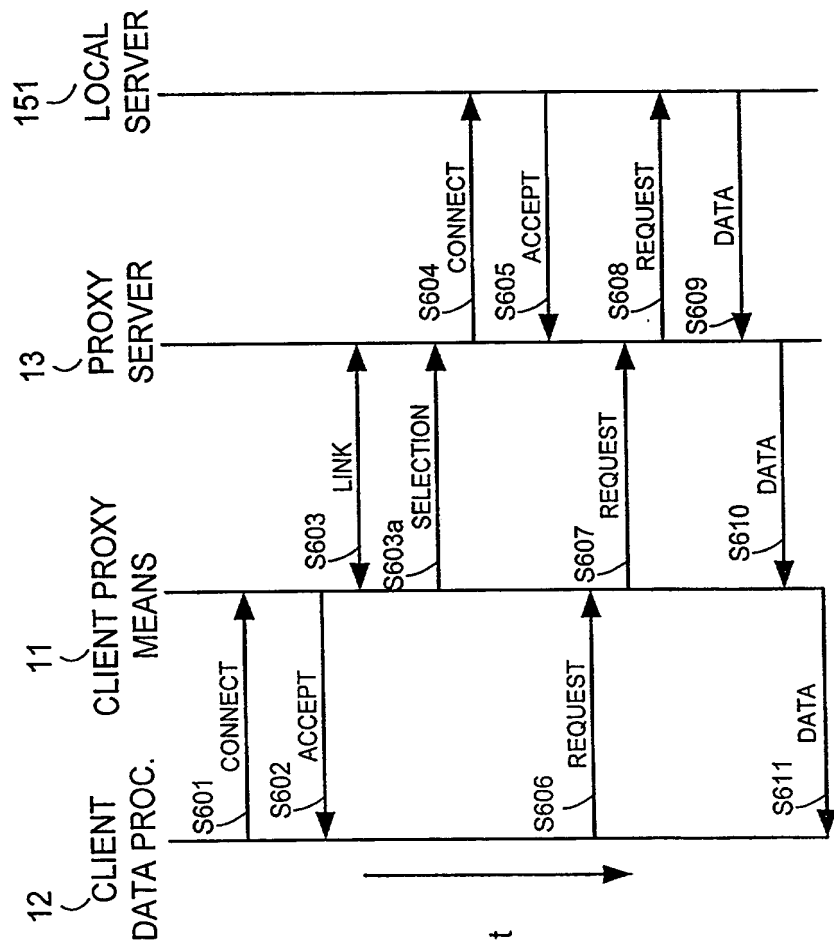 12
CLIENT
DATA PROC.
11
CLIENT PROXY
MEANS
13
PROXY
SERVER
151
LOCAL
SERVER
S601
CONNECT
S602
ACCEPT
S603
LINK
S603a
SELECTION
S604
CONNECT
S605
ACCEPT
S606
REQUEST
S607
REQUEST
S608
REQUEST
S609
DATA
S610
DATA
S611
DATA
t